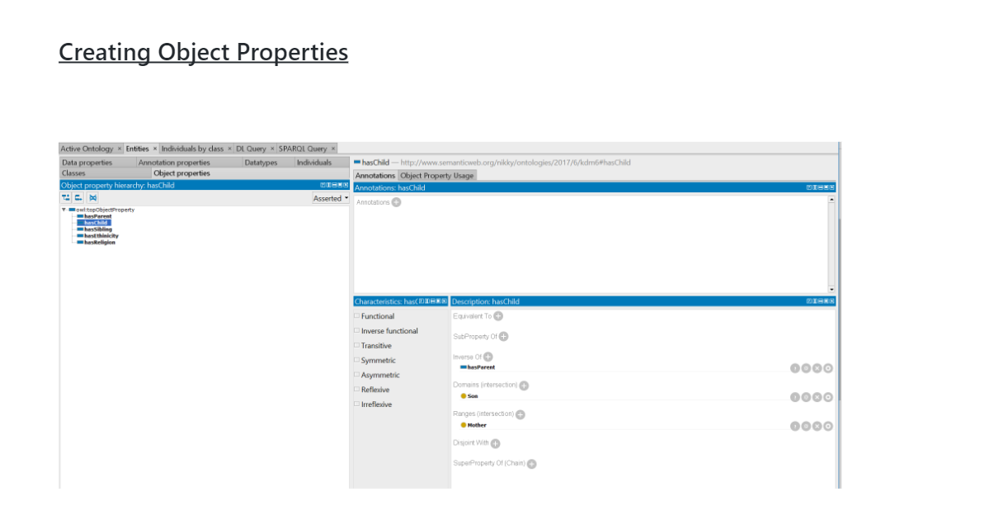 Creating Object Properties
Active Ontology × Entities × Individuals by class × DL Query × SPARQL Query ×
Data properties Annotation properties Datatypes Individuals
Classes Object properties
Object property hierarchy: hasChild
Asserted
owl:topObjectProperty
hasParent
hasChild
hasSibling
hasEthinicity
hasReligion
hasChild — http://www.semanticweb.org/nikky/ontologies/2017/6/kdm6#hasChild
Annotations Object Property Usage
Annotations: hasChild
Annotations
Characteristics: hasC
Functional
Inverse functional
Transitive
Symmetric
Asymmetric
Reflexive
Irreflexive
Description: hasChild
Equivalent To
SubProperty Of
Inverse Of
hasParent
Domains (intersection)
Son
Ranges (intersection)
Mother
Disjoint With
SuperProperty Of (Chain)